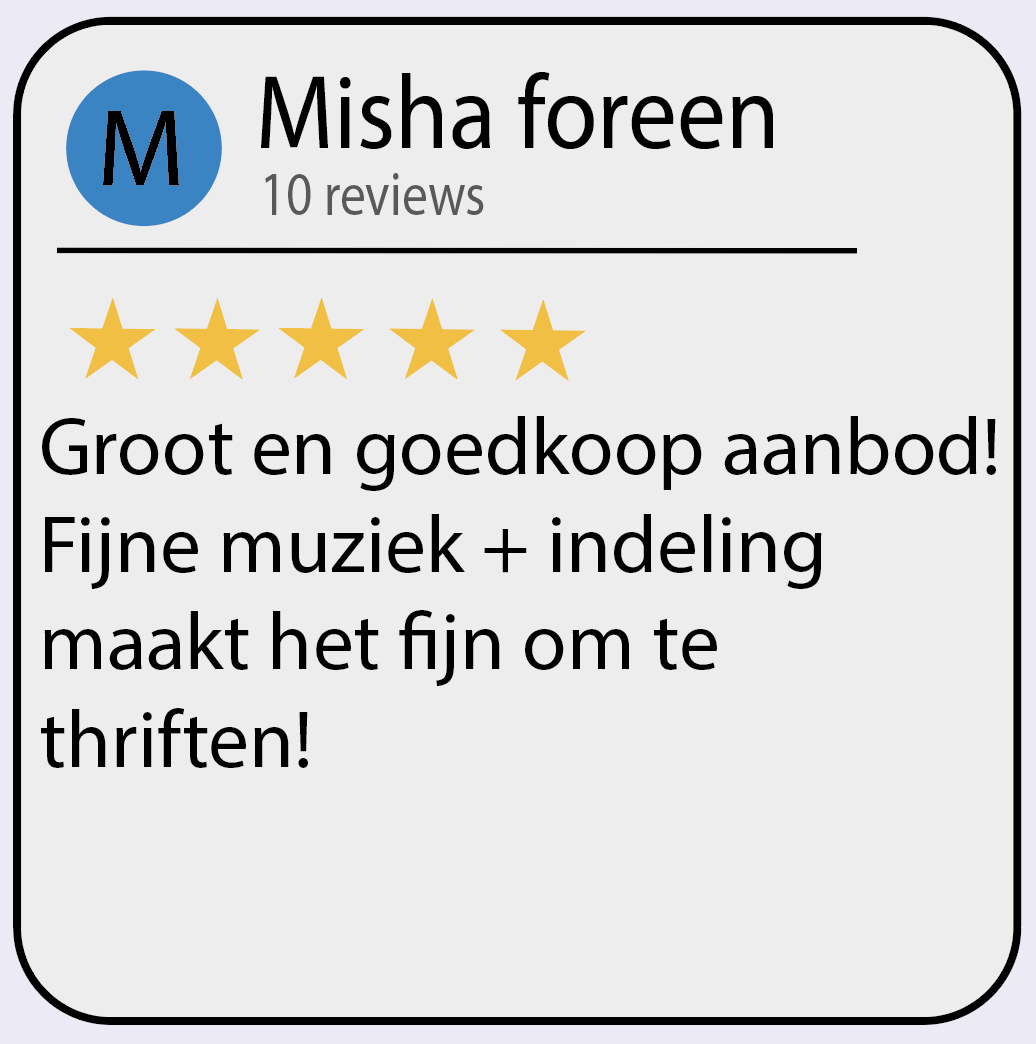 M
Misha foreen
10 reviews
Groot en goedkoop aanbod!
Fijne muziek + indeling
maakt het fijn om te
thriften!